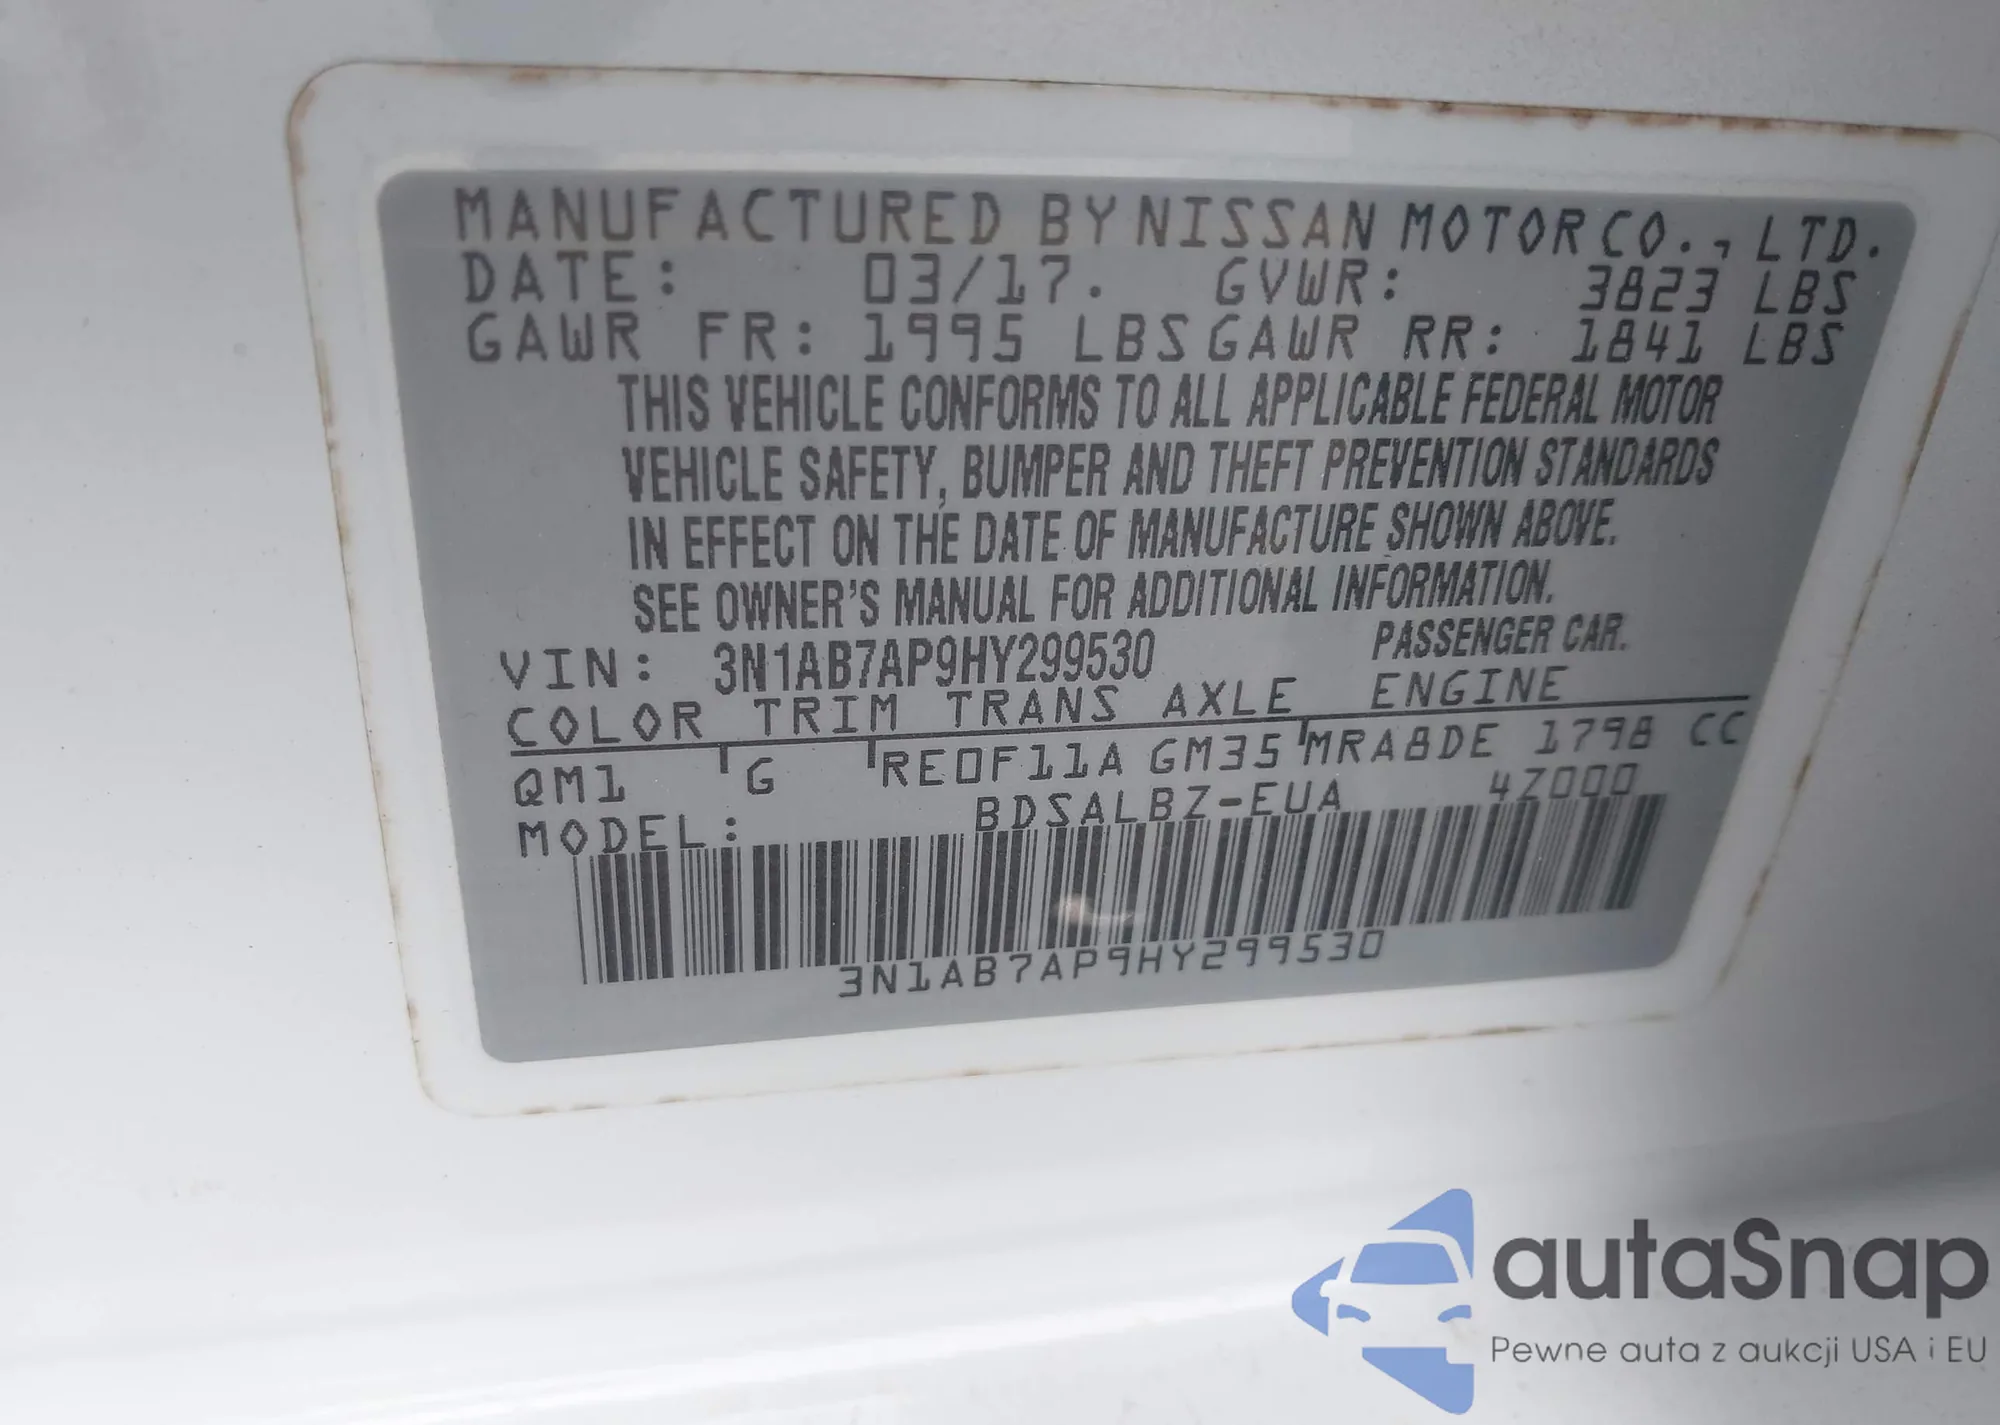 MANUFACTURED BY NISSAN MOTOR CO., LTD.
DATE: 03/17. GVWR: 3823 LBS
GAWR FR: 1995 LBS GAWR RR: 1841 LBS
THIS VEHICLE CONFORMS TO ALL APPLICABLE FEDERAL MOTOR
VEHICLE SAFETY, BUMPER AND THEFT PREVENTION STANDARDS
IN EFFECT ON THE DATE OF MANUFACTURE SHOWN ABOVE.
SEE OWNER'S MANUAL FOR ADDITIONAL INFORMATION.
VIN: 3N1AB7AP9HY299530 PASSENGER CAR.
COLOR TRIM TRANS AXLE ENGINE
QM1 G RE0F11A GM35 MRA8DE 1798 CC
MODEL: BDSALBZ-EUA 4Z000
3N1AB7AP9HY299530
autaSnap
Pewne auta z aukcji USA i EU